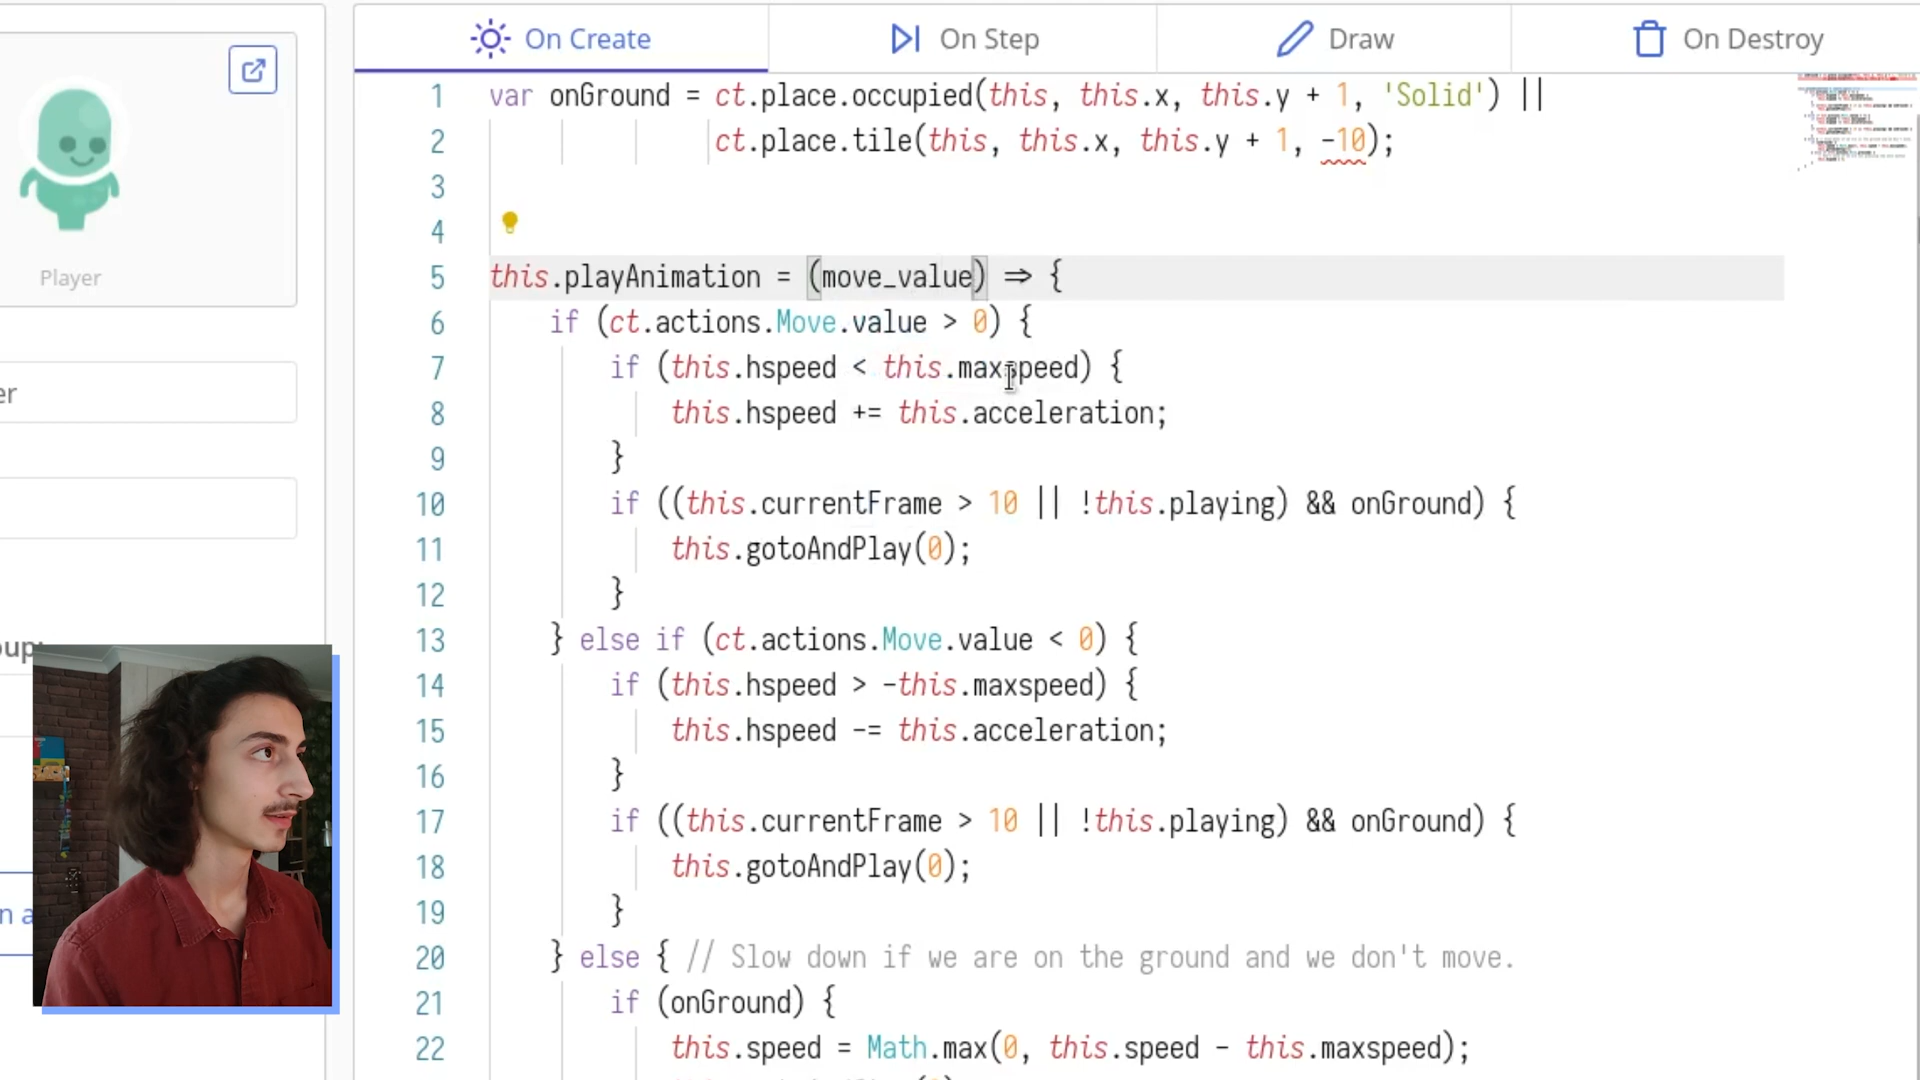 On Create
On Step
Draw
On Destroy
Player
er
oup:
n a
1 var onGround = ct.place.occupied(this, this.x, this.y + 1, 'Solid') ||
2 ct.place.tile(this, this.x, this.y + 1, -10);
3
4
5 this.playAnimation = (move_value) => {
6 if (ct.actions.Move.value > 0) {
7 if (this.hspeed < this.maxspeed) {
8 this.hspeed += this.acceleration;
9 }
10 if ((this.currentFrame > 10 || !this.playing) && onGround) {
11 this.gotoAndPlay(0);
12 }
13 } else if (ct.actions.Move.value < 0) {
14 if (this.hspeed > -this.maxspeed) {
15 this.hspeed -= this.acceleration;
16 }
17 if ((this.currentFrame > 10 || !this.playing) && onGround) {
18 this.gotoAndPlay(0);
19 }
20 } else { // Slow down if we are on the ground and we don't move.
21 if (onGround) {
22 this.speed = Math.max(0, this.speed - this.maxspeed);